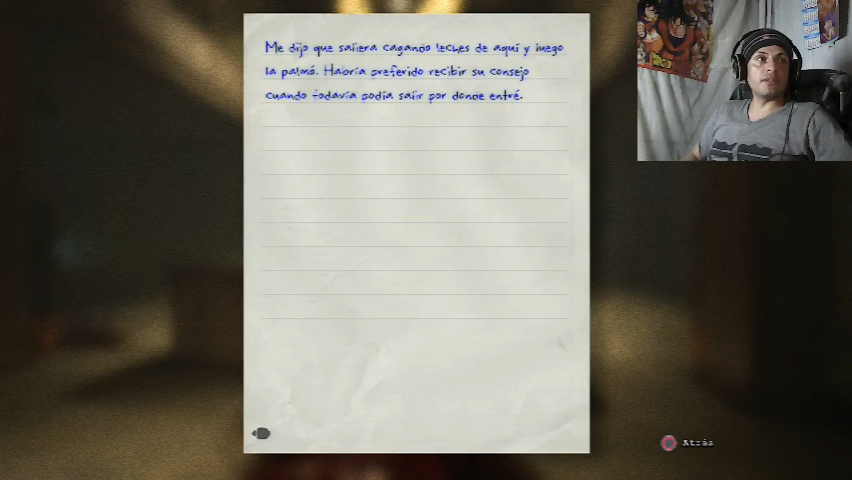 Me dijo que saliera cagando leches de aquí y luego
la palmó. Habría preferido recibir su consejo
cuando todavía podía salir por donde entré.
Atrás